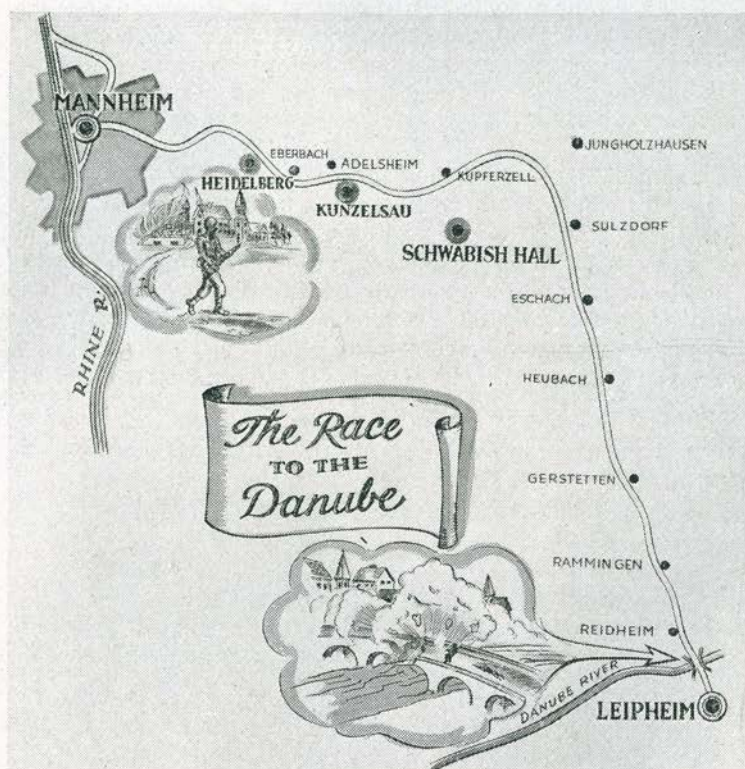 MANNHEIM
EBERBACH
ADELSHEIM
JUNGHOLZHAUSEN
HEIDELBERG
KUPFERZELL
KUNZELSAU
SULZDORF
SCHWABISH HALL
ESCHACH
RHINE R.
HEUBACH
The Race
TO THE
Danube
GERSTETTEN
RAMMINGEN
REIDHEIM
DANUBE RIVER
LEIPHEIM